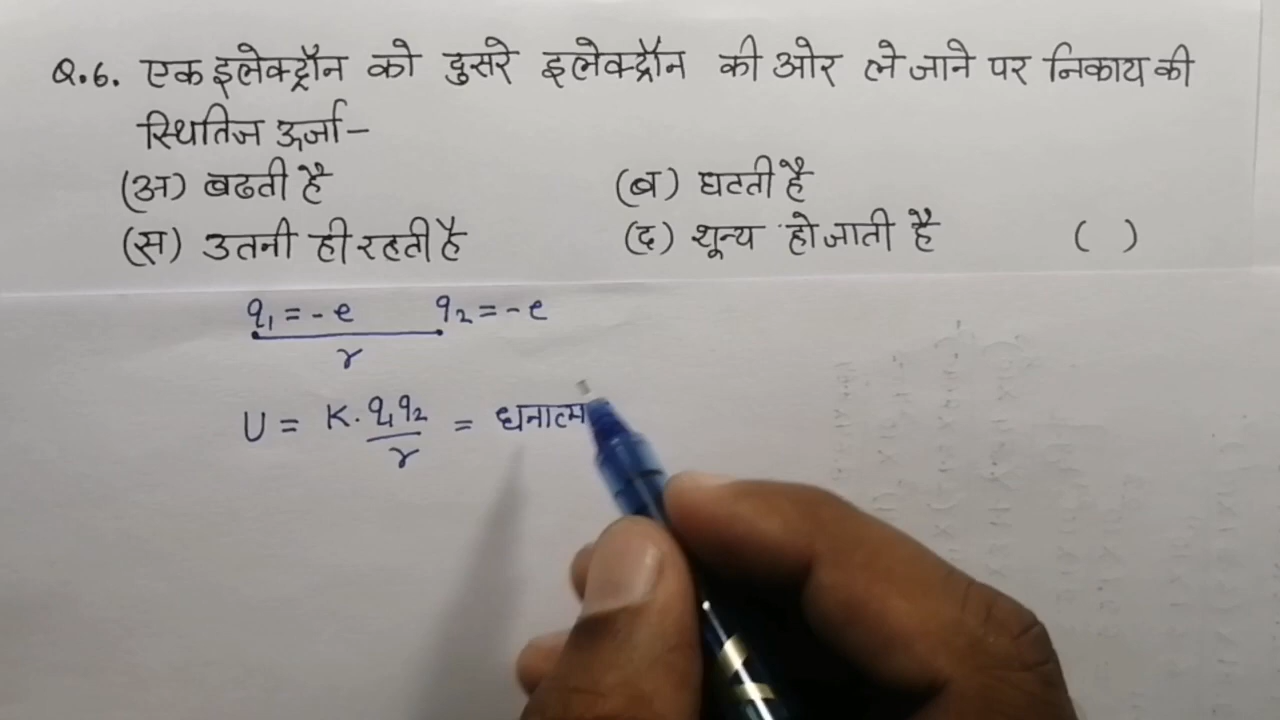 Q.6. एक इलेक्ट्रॉन को दुसरे इलेक्ट्रॉन की ओर ले जाने पर निकाय की
स्थितिज ऊर्जा-
(अ) बढती है (ब) घटती है
(स) उतनी ही रहती है (द) शून्य हो जाती है ( )
q₁ = - e q₂ = - e
r
U = K. q₁q₂ / r = धनात्म